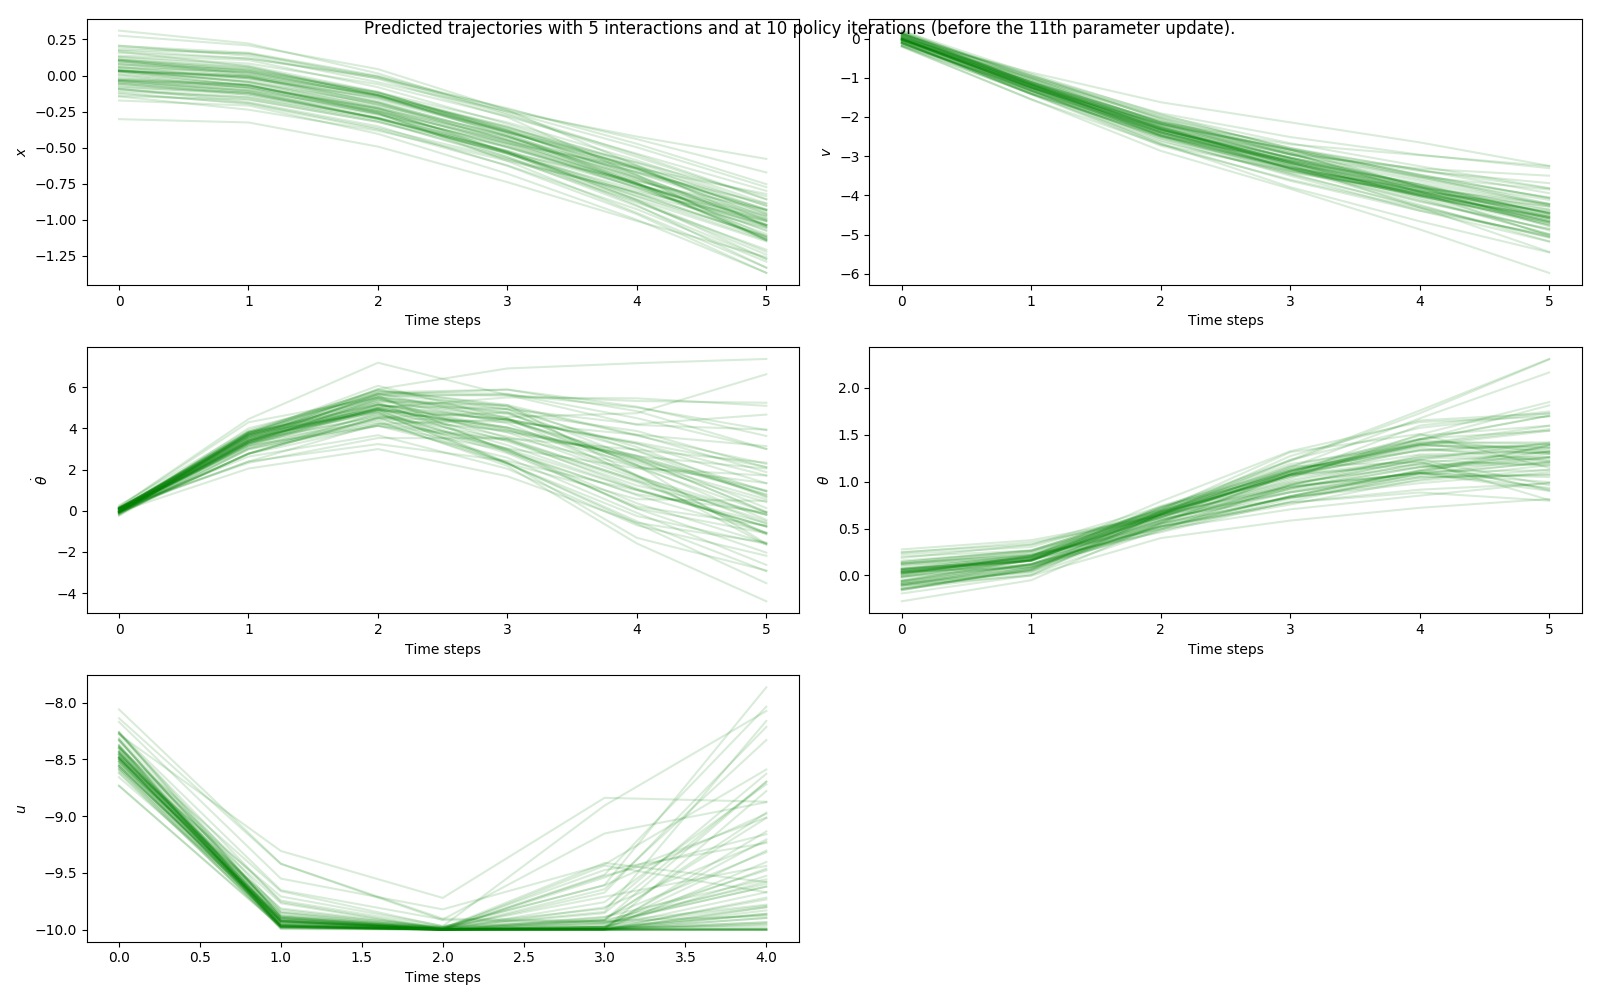 Predicted trajectories with 5 interactions and at 10 policy iterations (before the 11th parameter update).
0.25
0.00
−0.25
−0.50
−0.75
−1.00
−1.25
x
0 1 2 3 4 5
Time steps
0
−1
−2
−3
−4
−5
−6
v
0 1 2 3 4 5
Time steps
6
4
2
0
−2
−4
θ̇
0 1 2 3 4 5
Time steps
2.0
1.5
1.0
0.5
0.0
θ
0 1 2 3 4 5
Time steps
−8.0
−8.5
−9.0
−9.5
−10.0
u
0.0 0.5 1.0 1.5 2.0 2.5 3.0 3.5 4.0
Time steps